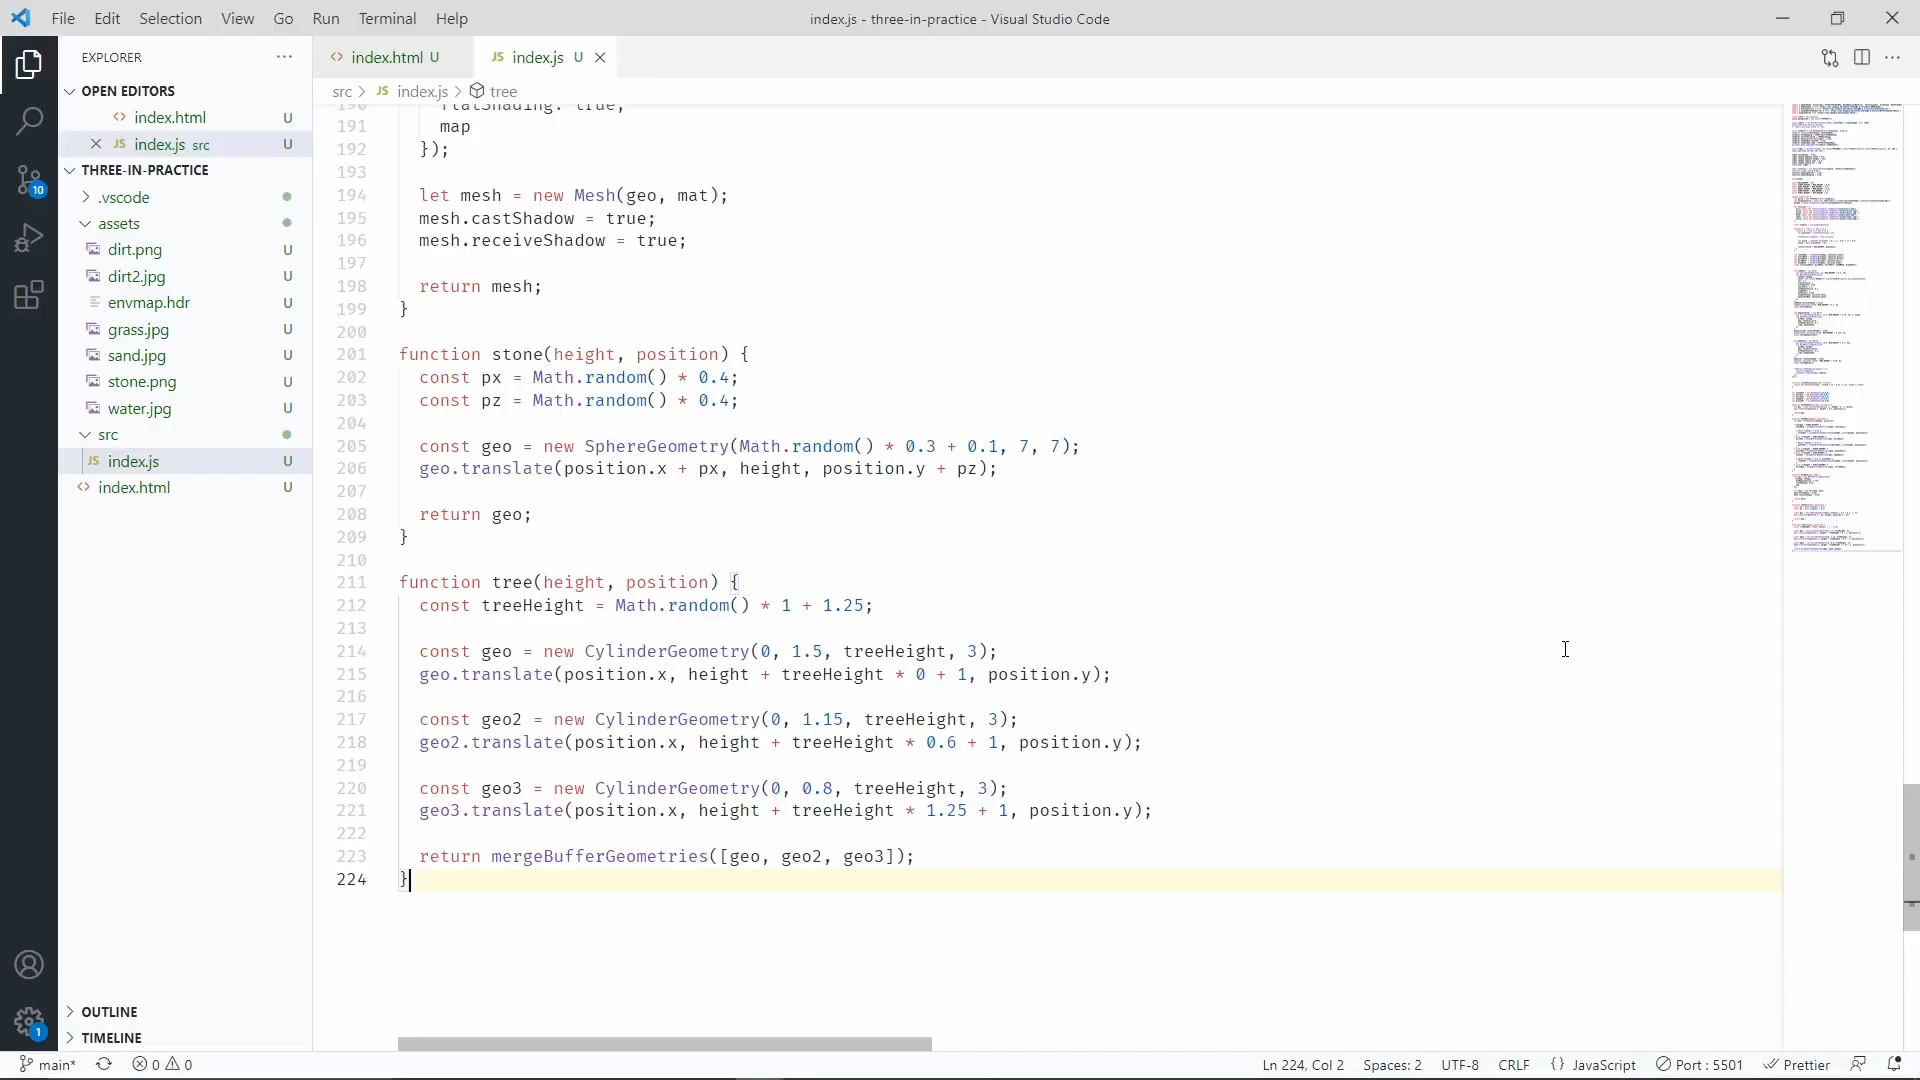 File Edit Selection View Go Run Terminal Help
index.js - three-in-practice - Visual Studio Code
EXPLORER
OPEN EDITORS
index.html U
index.js src U
THREE-IN-PRACTICE
.vscode
assets
dirt.png U
dirt2.jpg U
envmap.hdr U
grass.jpg U
sand.jpg U
stone.png U
water.jpg U
src
JS index.js U
index.html U
OUTLINE
TIMELINE
10
1
index.html U
JS index.js U
src > JS index.js > tree
190 flatShading: true,
191 map
192 });
193
194 let mesh = new Mesh(geo, mat);
195 mesh.castShadow = true;
196 mesh.receiveShadow = true;
197
198 return mesh;
199 }
200
201 function stone(height, position) {
202 const px = Math.random() * 0.4;
203 const pz = Math.random() * 0.4;
204
205 const geo = new SphereGeometry(Math.random() * 0.3 + 0.1, 7, 7);
206 geo.translate(position.x + px, height, position.y + pz);
207
208 return geo;
209 }
210
211 function tree(height, position) {
212 const treeHeight = Math.random() * 1 + 1.25;
213
214 const geo = new CylinderGeometry(0, 1.5, treeHeight, 3);
215 geo.translate(position.x, height + treeHeight * 0 + 1, position.y);
216
217 const geo2 = new CylinderGeometry(0, 1.15, treeHeight, 3);
218 geo2.translate(position.x, height + treeHeight * 0.6 + 1, position.y);
219
220 const geo3 = new CylinderGeometry(0, 0.8, treeHeight, 3);
221 geo3.translate(position.x, height + treeHeight * 1.25 + 1, position.y);
222
223 return mergeBufferGeometries([geo, geo2, geo3]);
224 }
main* 0 0
Ln 224, Col 2 Spaces: 2 UTF-8 CRLF {} JavaScript Port : 5501 Prettier